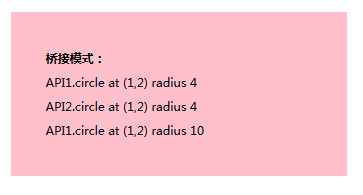 桥接模式：
API1.circle at (1,2) radius 4
API2.circle at (1,2) radius 4
API1.circle at (1,2) radius 10